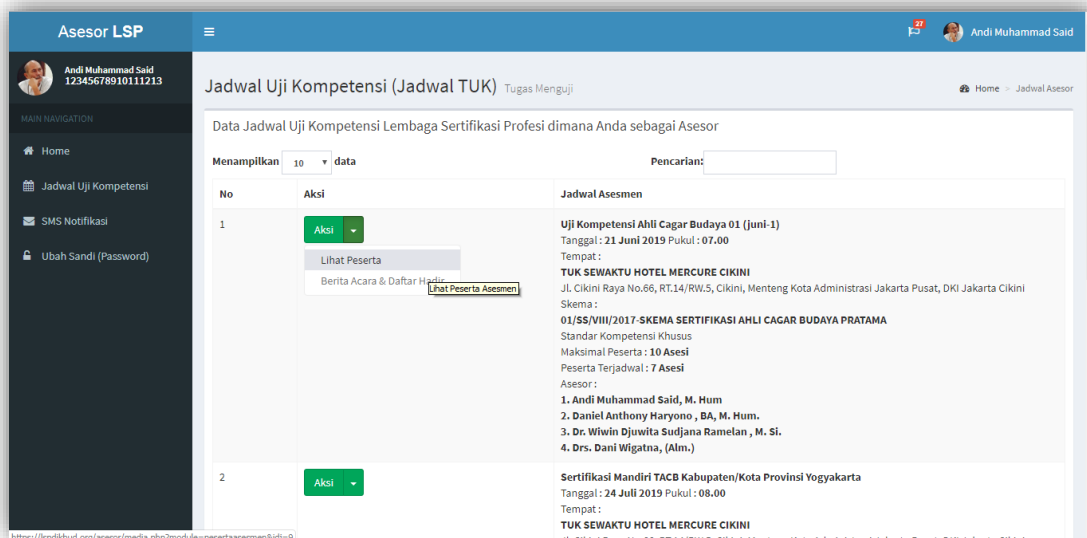 Asesor LSP
27
Andi Muhammad Said
Andi Muhammad Said
12345678910111213
MAIN NAVIGATION
Home
Jadwal Uji Kompetensi
SMS Notifikasi
Ubah Sandi (Password)
Jadwal Uji Kompetensi (Jadwal TUK) Tugas Menguji
Home > Jadwal Asesor
Data Jadwal Uji Kompetensi Lembaga Sertifikasi Profesi dimana Anda sebagai Asesor
Menampilkan 10 data
Pencarian:
No Aksi Jadwal Asesmen
1
Aksi
Lihat Peserta
Berita Acara & Daftar Hadir
Lihat Peserta Asesmen
Uji Kompetensi Ahli Cagar Budaya 01 (juni-1)
Tanggal : 21 Juni 2019 Pukul : 07.00
Tempat :
TUK SEWAKTU HOTEL MERCURE CIKINI
Jl. Cikini Raya No.66, RT.14/RW.5, Cikini, Menteng Kota Administrasi Jakarta Pusat, DKI Jakarta Cikini
Skema :
01/SS/VIII/2017-SKEMA SERTIFIKASI AHLI CAGAR BUDAYA PRATAMA
Standar Kompetensi Khusus
Maksimal Peserta : 10 Asesi
Peserta Terjadwal : 7 Asesi
Asesor :
1. Andi Muhammad Said, M. Hum
2. Daniel Anthony Haryono , BA, M. Hum.
3. Dr. Wiwin Djuwita Sudjana Ramelan , M. Si.
4. Drs. Dani Wigatna, (Alm.)
2
Aksi
Sertifikasi Mandiri TACB Kabupaten/Kota Provinsi Yogyakarta
Tanggal : 24 Juli 2019 Pukul : 08.00
Tempat :
TUK SEWAKTU HOTEL MERCURE CIKINI